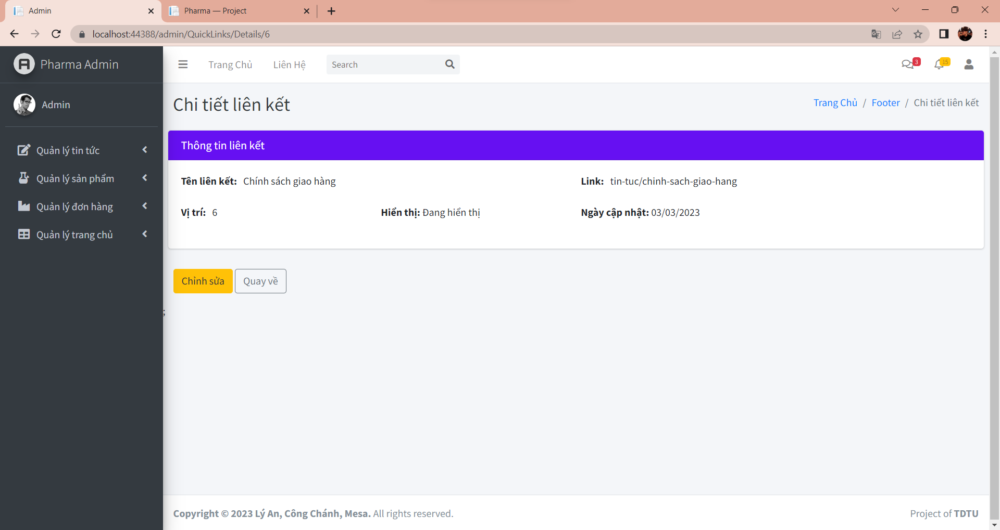 Admin
Pharma — Project
localhost:44388/admin/QuickLinks/Details/6
Pharma Admin
Trang Chủ
Liên Hệ
Search
3
15
Admin
Chi tiết liên kết
Trang Chủ / Footer / Chi tiết liên kết
Quản lý tin tức
Quản lý sản phẩm
Quản lý đơn hàng
Quản lý trang chủ
Thông tin liên kết
Tên liên kết: Chính sách giao hàng
Link: tin-tuc/chinh-sach-giao-hang
Vị trí: 6
Hiển thị: Đang hiển thị
Ngày cập nhật: 03/03/2023
Chỉnh sửa
Quay về
;
Copyright © 2023 Lý An, Công Chánh, Mesa. All rights reserved.
Project of TDTU